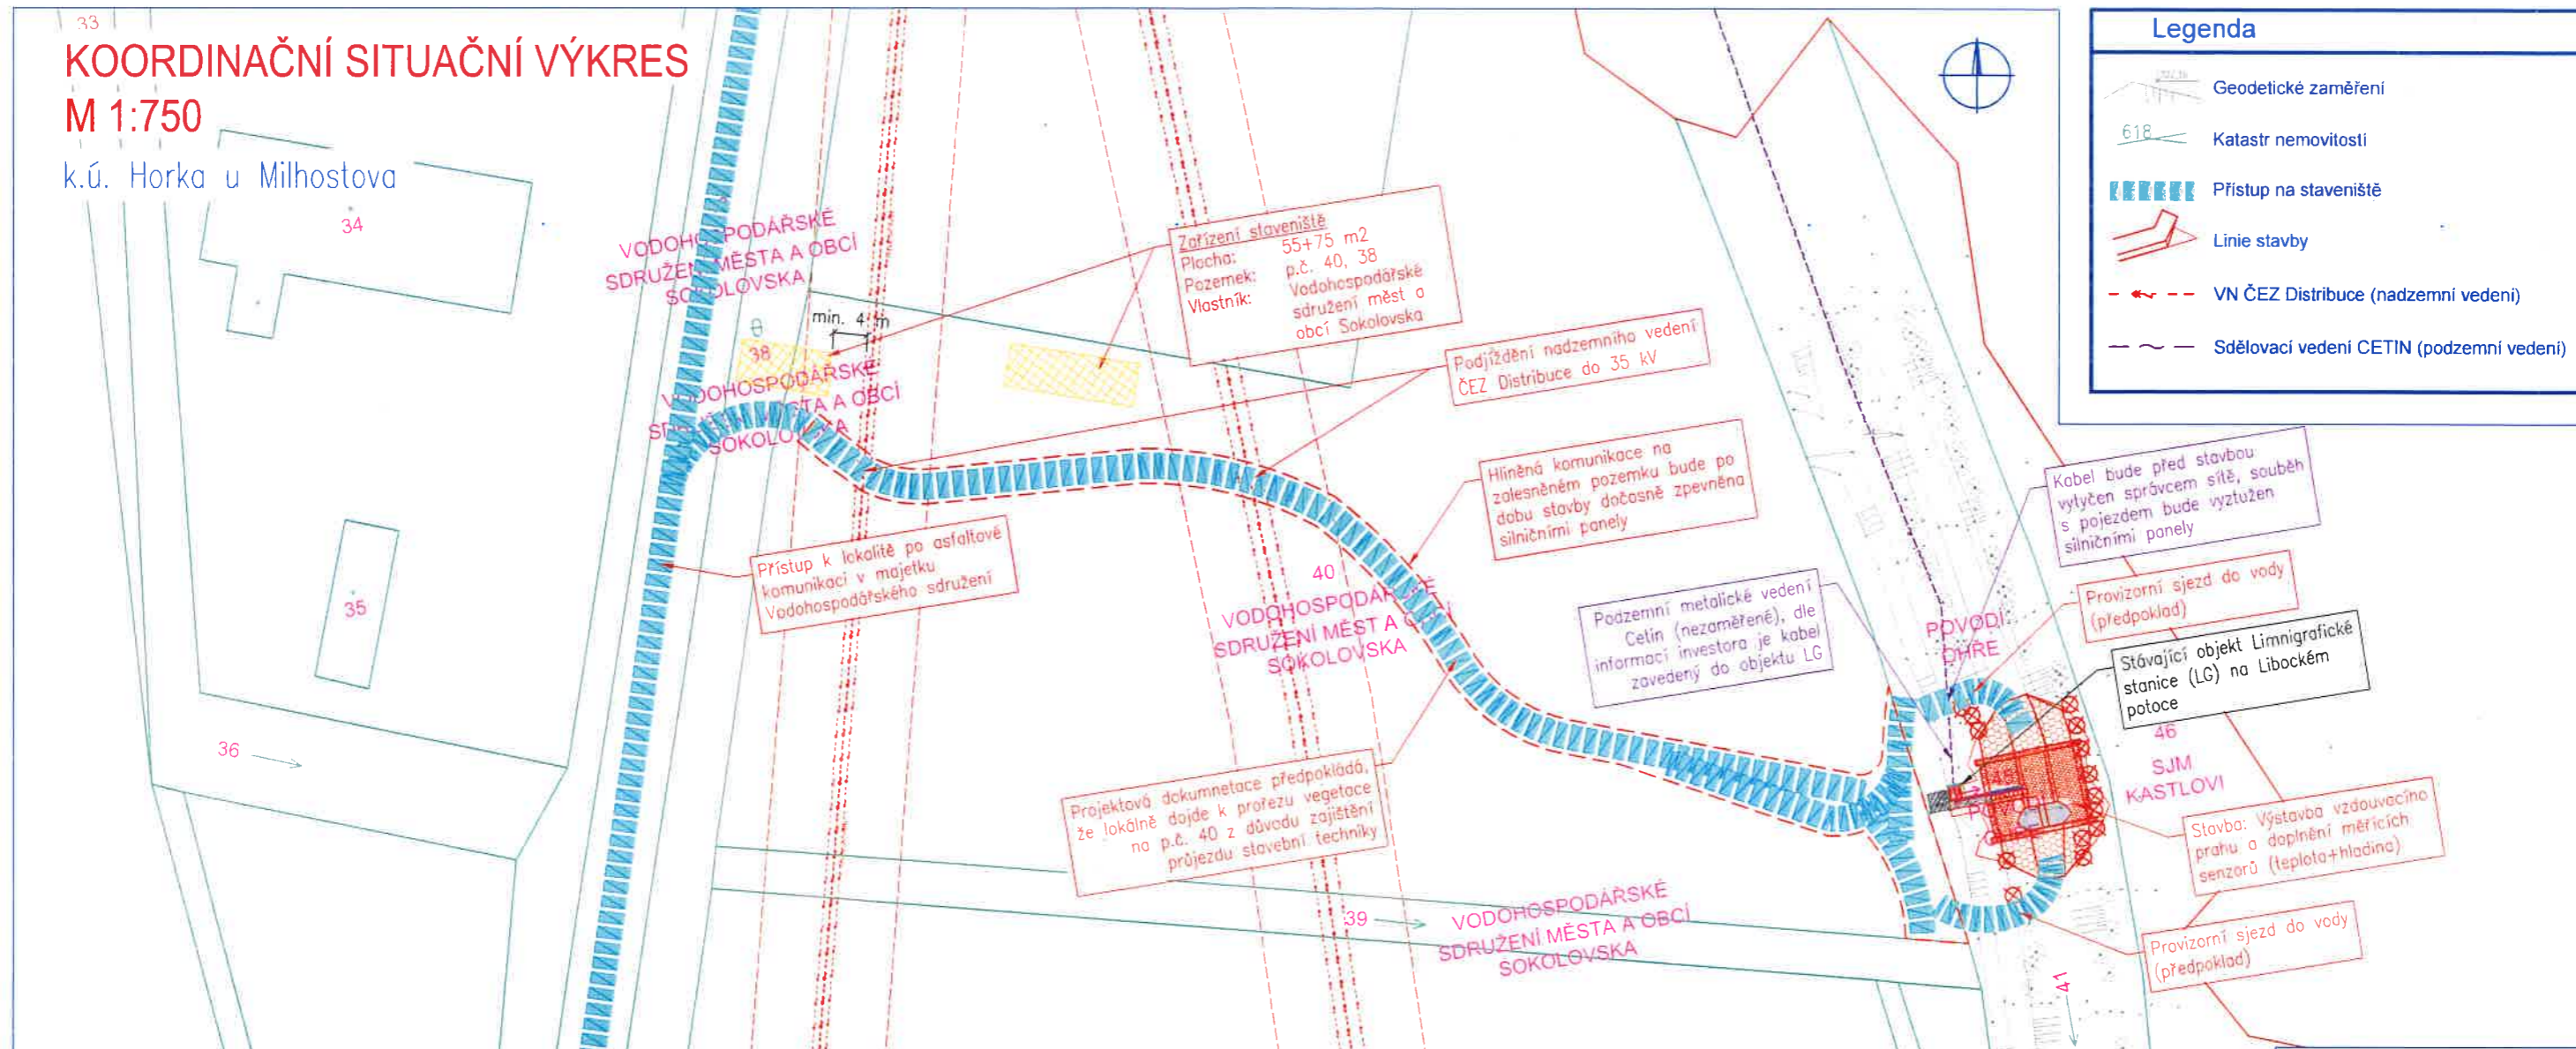 33
KOORDINAČNÍ SITUAČNÍ VÝKRES
M 1:750
k.ú. Horka u Milhostova
34
35
36
VODOHOSPODÁŘSKÉ
SDRUŽENÍ MĚSTA A OBCÍ
SOKOLOVSKA
min. 4 m
38
VODOHOSPODÁŘSKÉ
SDRUŽENÍ MĚSTA A OBCÍ
SOKOLOVSKA
Zařízení staveniště
Plocha: 55+75 m2
Pozemek: p.č. 40, 38
Vlastník: Vodohospodářské
sdružení měst a
obcí Sokolovska
Podjíždění nadzemního vedení
ČEZ Distribuce do 35 kV
Hliněná komunikace na
zalesněném pozemku bude po
dobu stavby dočasně zpevněna
silničními panely
Přístup k lokalitě po asfaltové
komunikaci v majetku
Vodohospodářského sdružení
40
VODOHOSPODÁŘSKÉ
SDRUŽENÍ MĚST A OBCÍ
SOKOLOVSKA
Projektová dokumnetace předpokládá,
že lokálně dojde k prořezu vegetace
na p.č. 40 z důvodu zajištění
průjezdu stavební techniky
39
VODOHOSPODÁŘSKÉ
SDRUŽENÍ MĚSTA A OBCÍ
SOKOLOVSKA
Podzemní metalické vedení
Cetin (nezaměřené), dle
informací investora je kabel
zavedený do objektu LG
Kabel bude před stavbou
vytyčen správcem sítě, souběh
s pojezdem bude vyztužen
silničními panely
Provizorní sjezd do vody
(předpoklad)
POVODÍ
OHŘE
Stávající objekt Limnigrafické
stanice (LG) na Libockém
potoce
46
SJM
KASTLOVI
Stavba: Výstavba vzdouvacího
prahu a doplnění měřicích
senzorů (teplota+hladina)
Provizorní sjezd do vody
(předpoklad)
41
Legenda
Geodetické zaměření
618
Katastr nemovitostí
Přístup na staveniště
Linie stavby
VN ČEZ Distribuce (nadzemní vedení)
Sdělovací vedení CETIN (podzemní vedení)